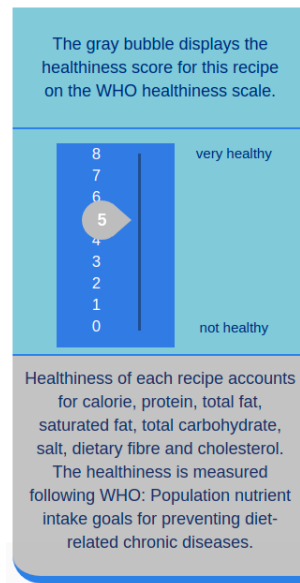 The gray bubble displays the
healthiness score for this recipe
on the WHO healthiness scale.
8 very healthy
7
6
5
4
3
2
1
0 not healthy
Healthiness of each recipe accounts
for calorie, protein, total fat,
saturated fat, total carbohydrate,
salt, dietary fibre and cholesterol.
The healthiness is measured
following WHO: Population nutrient
intake goals for preventing diet-
related chronic diseases.